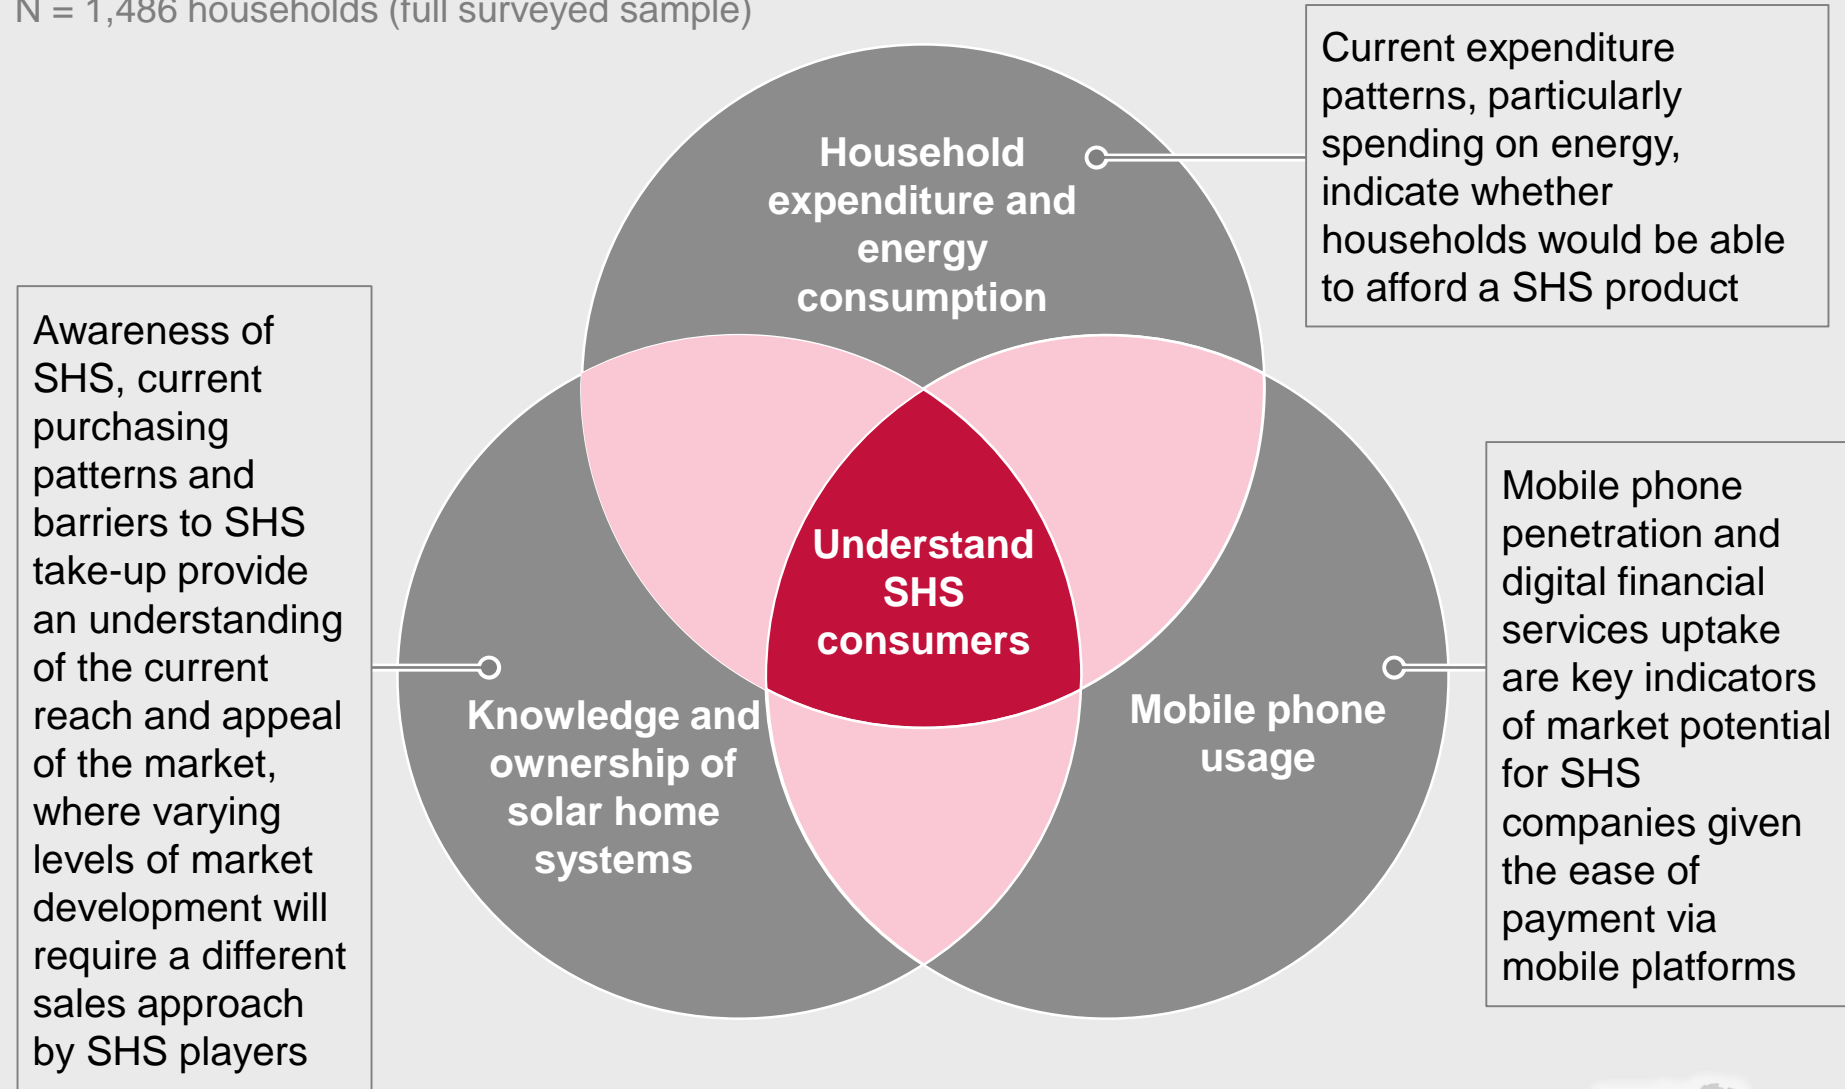 N = 1,486 households (full surveyed sample)
Current expenditure
patterns, particularly
spending on energy,
indicate whether
households would be able
to afford a SHS product
Household
expenditure and
energy
consumption
Awareness of
SHS, current
purchasing
patterns and
barriers to SHS
take-up provide
an understanding
of the current
reach and appeal
of the market,
where varying
levels of market
development will
require a different
sales approach
by SHS players
Understand
SHS
consumers
Knowledge and
ownership of
solar home
systems
Mobile phone
usage
Mobile phone
penetration and
digital financial
services uptake
are key indicators
of market potential
for SHS
companies given
the ease of
payment via
mobile platforms